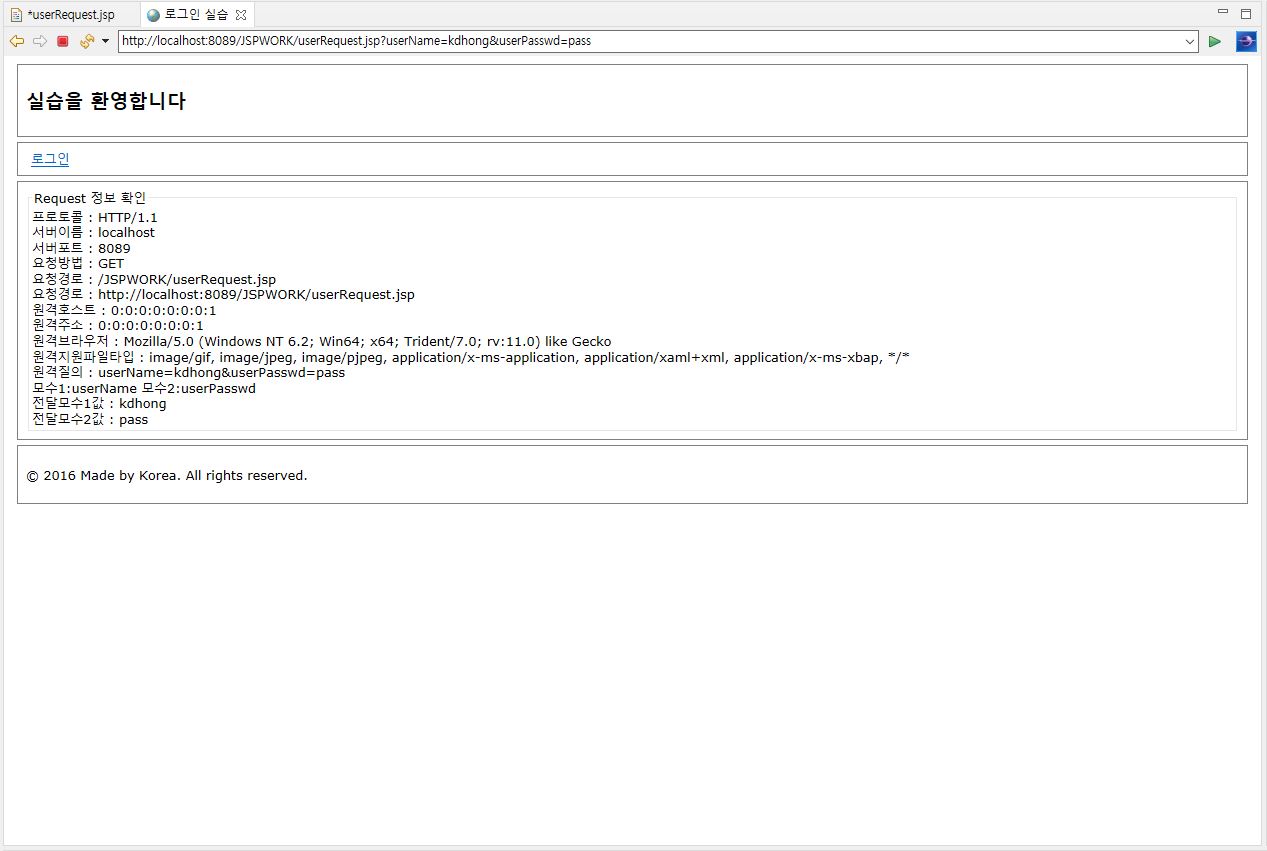 *userRequest.jsp
로그인 실습
http://localhost:8089/JSPWORK/userRequest.jsp?userName=kdhong&userPasswd=pass
실습을 환영합니다
로그인
Request 정보 확인
프로토콜 : HTTP/1.1
서버이름 : localhost
서버포트 : 8089
요청방법 : GET
요청경로 : /JSPWORK/userRequest.jsp
요청경로 : http://localhost:8089/JSPWORK/userRequest.jsp
원격호스트 : 0:0:0:0:0:0:0:1
원격주소 : 0:0:0:0:0:0:0:1
원격브라우저 : Mozilla/5.0 (Windows NT 6.2; Win64; x64; Trident/7.0; rv:11.0) like Gecko
원격지원파일타입 : image/gif, image/jpeg, image/pjpeg, application/x-ms-application, application/xaml+xml, application/x-ms-xbap, */*
원격질의 : userName=kdhong&userPasswd=pass
모수1:userName 모수2:userPasswd
전달모수1값 : kdhong
전달모수2값 : pass
© 2016 Made by Korea. All rights reserved.